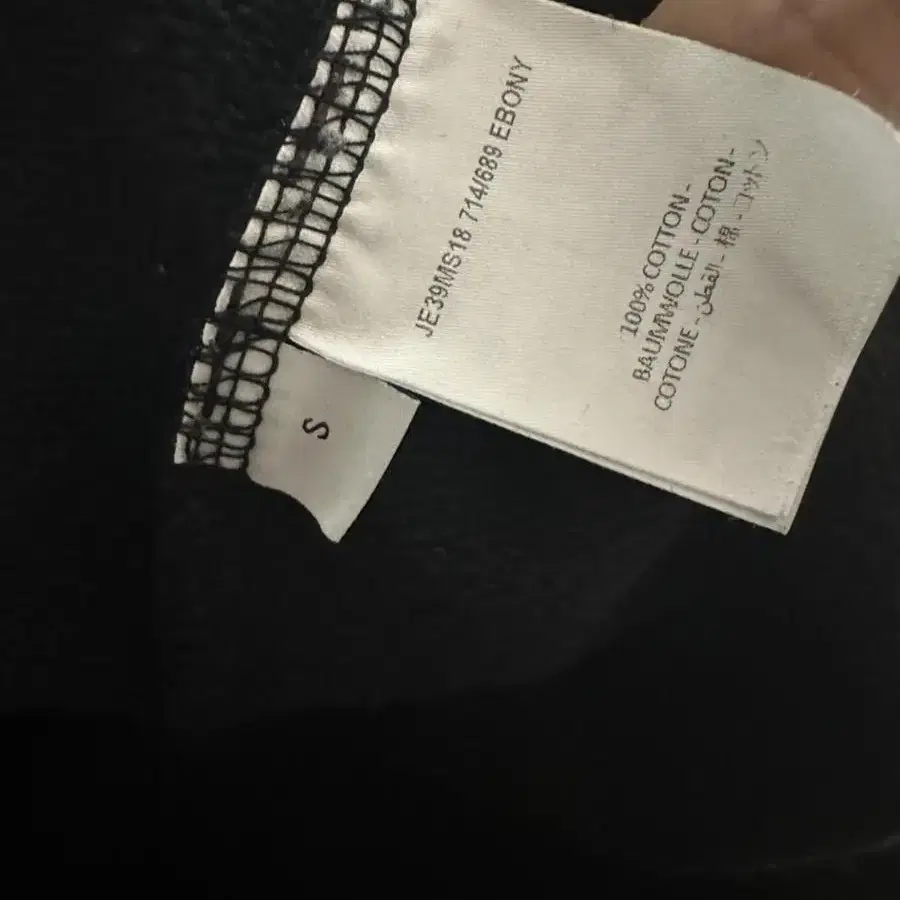 JE39MS18 714/689 EBONY
100% COTTON -
BAUMWOLLE - COTON -
COTONE - القطن - 棉 - コットン
S